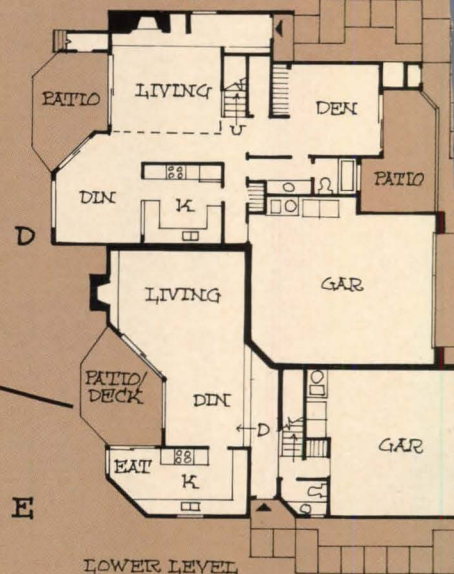 LIVING
PATIO
DEN
U
PATIO
DIN
K
D
GAR
LIVING
PATIO/
DECK
DIN
D
GAR
EAT
K
E
LOWER LEVEL